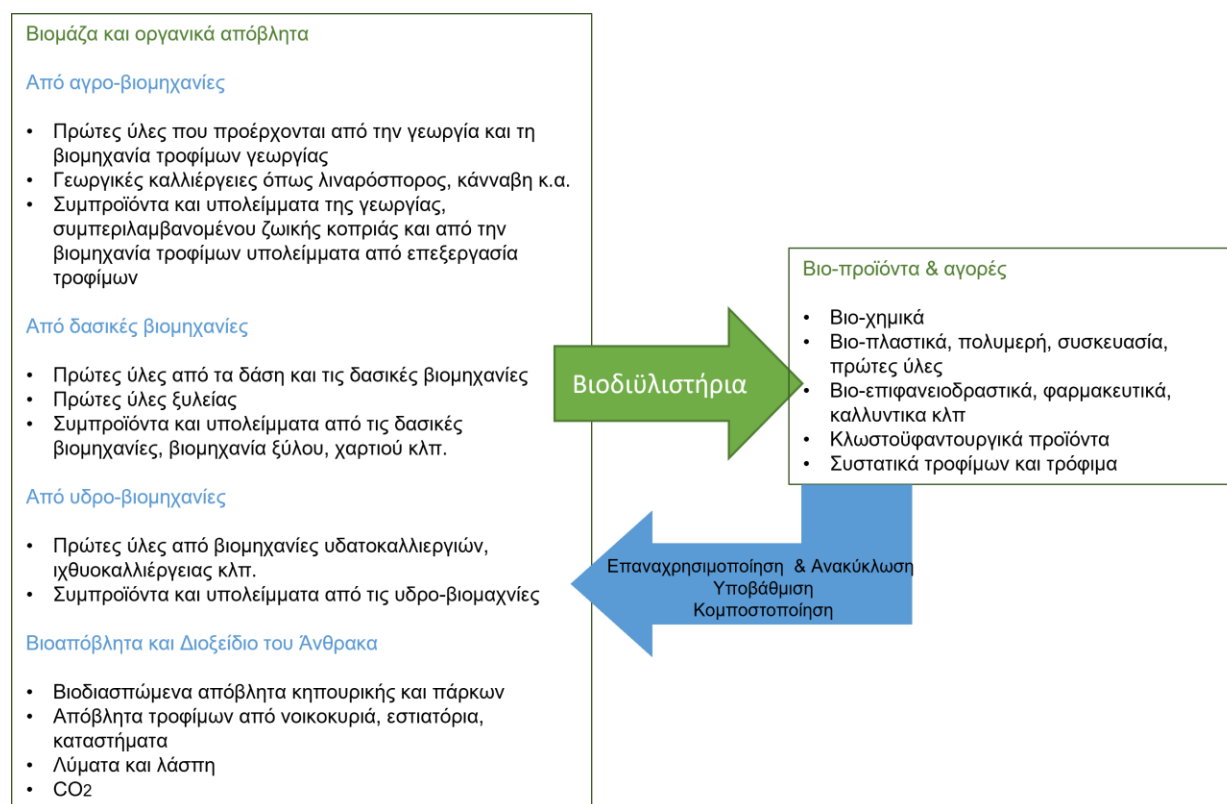 Βιομάζα και οργανικά απόβλητα
Από αγρο-βιομηχανίες
• Πρώτες ύλες που προέρχονται από την γεωργία και τη
βιομηχανία τροφίμων γεωργίας
• Γεωργικές καλλιέργειες όπως λιναρόσπορος, κάνναβη κ.α.
• Συμπροϊόντα και υπολείμματα της γεωργίας,
συμπεριλαμβανομένου ζωικής κοπριάς και από την
βιομηχανία τροφίμων υπολείμματα από επεξεργασία
τροφίμων
Από δασικές βιομηχανίες
• Πρώτες ύλες από τα δάση και τις δασικές βιομηχανίες
• Πρώτες ύλες ξυλείας
• Συμπροϊόντα και υπολείμματα από τις δασικές
βιομηχανίες, βιομηχανία ξύλου, χαρτιού κλπ.
Από υδρο-βιομηχανίες
• Πρώτες ύλες από βιομηχανίες υδατοκαλλιεργιών,
ιχθυοκαλλιέργειας κλπ.
• Συμπροϊόντα και υπολείμματα από τις υδρο-βιομαχνίες
Βιοαπόβλητα και Διοξείδιο του Άνθρακα
• Βιοδιασπώμενα απόβλητα κηπουρικής και πάρκων
• Απόβλητα τροφίμων από νοικοκυριά, εστιατόρια,
καταστήματα
• Λύματα και λάσπη
• CO2
Βιοδιϋλιστήρια
Βιο-προϊόντα & αγορές
• Βιο-χημικά
• Βιο-πλαστικά, πολυμερή, συσκευασία,
πρώτες ύλες
• Βιο-επιφανειοδραστικά, φαρμακευτικά,
καλλυντικα κλπ
• Κλωστοϋφαντουργικά προϊόντα
• Συστατικά τροφίμων και τρόφιμα
Επαναχρησιμοποίηση & Ανακύκλωση
Υποβάθμιση
Κομποστοποίηση